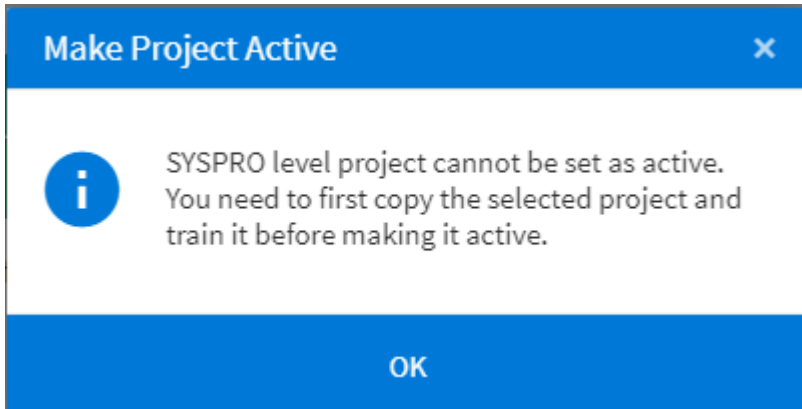 Make Project Active
SYSPRO level project cannot be set as active.
You need to first copy the selected project and
train it before making it active.
OK